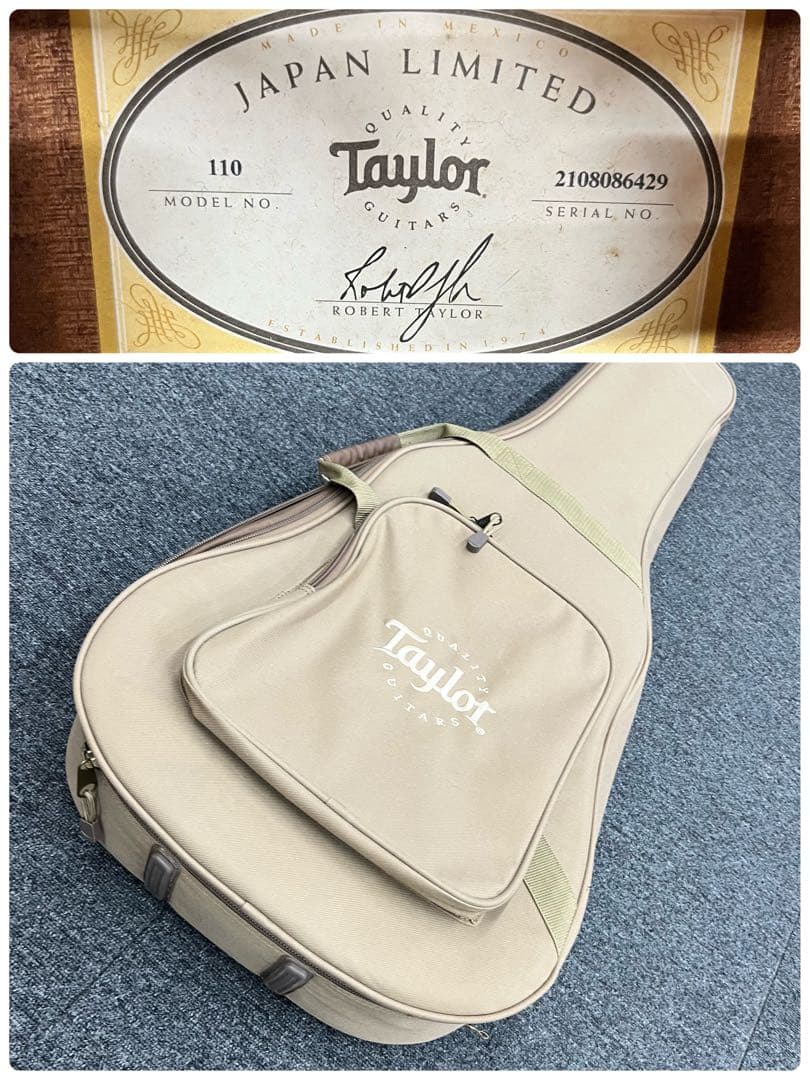 MADE IN MEXICO
JAPAN LIMITED
QUALITY
Taylor
GUITARS
110
MODEL NO.
2108086429
SERIAL NO.
ROBERT TAYLOR
ESTABLISHED IN 1974
QUALITY
Taylor
GUITARS
®